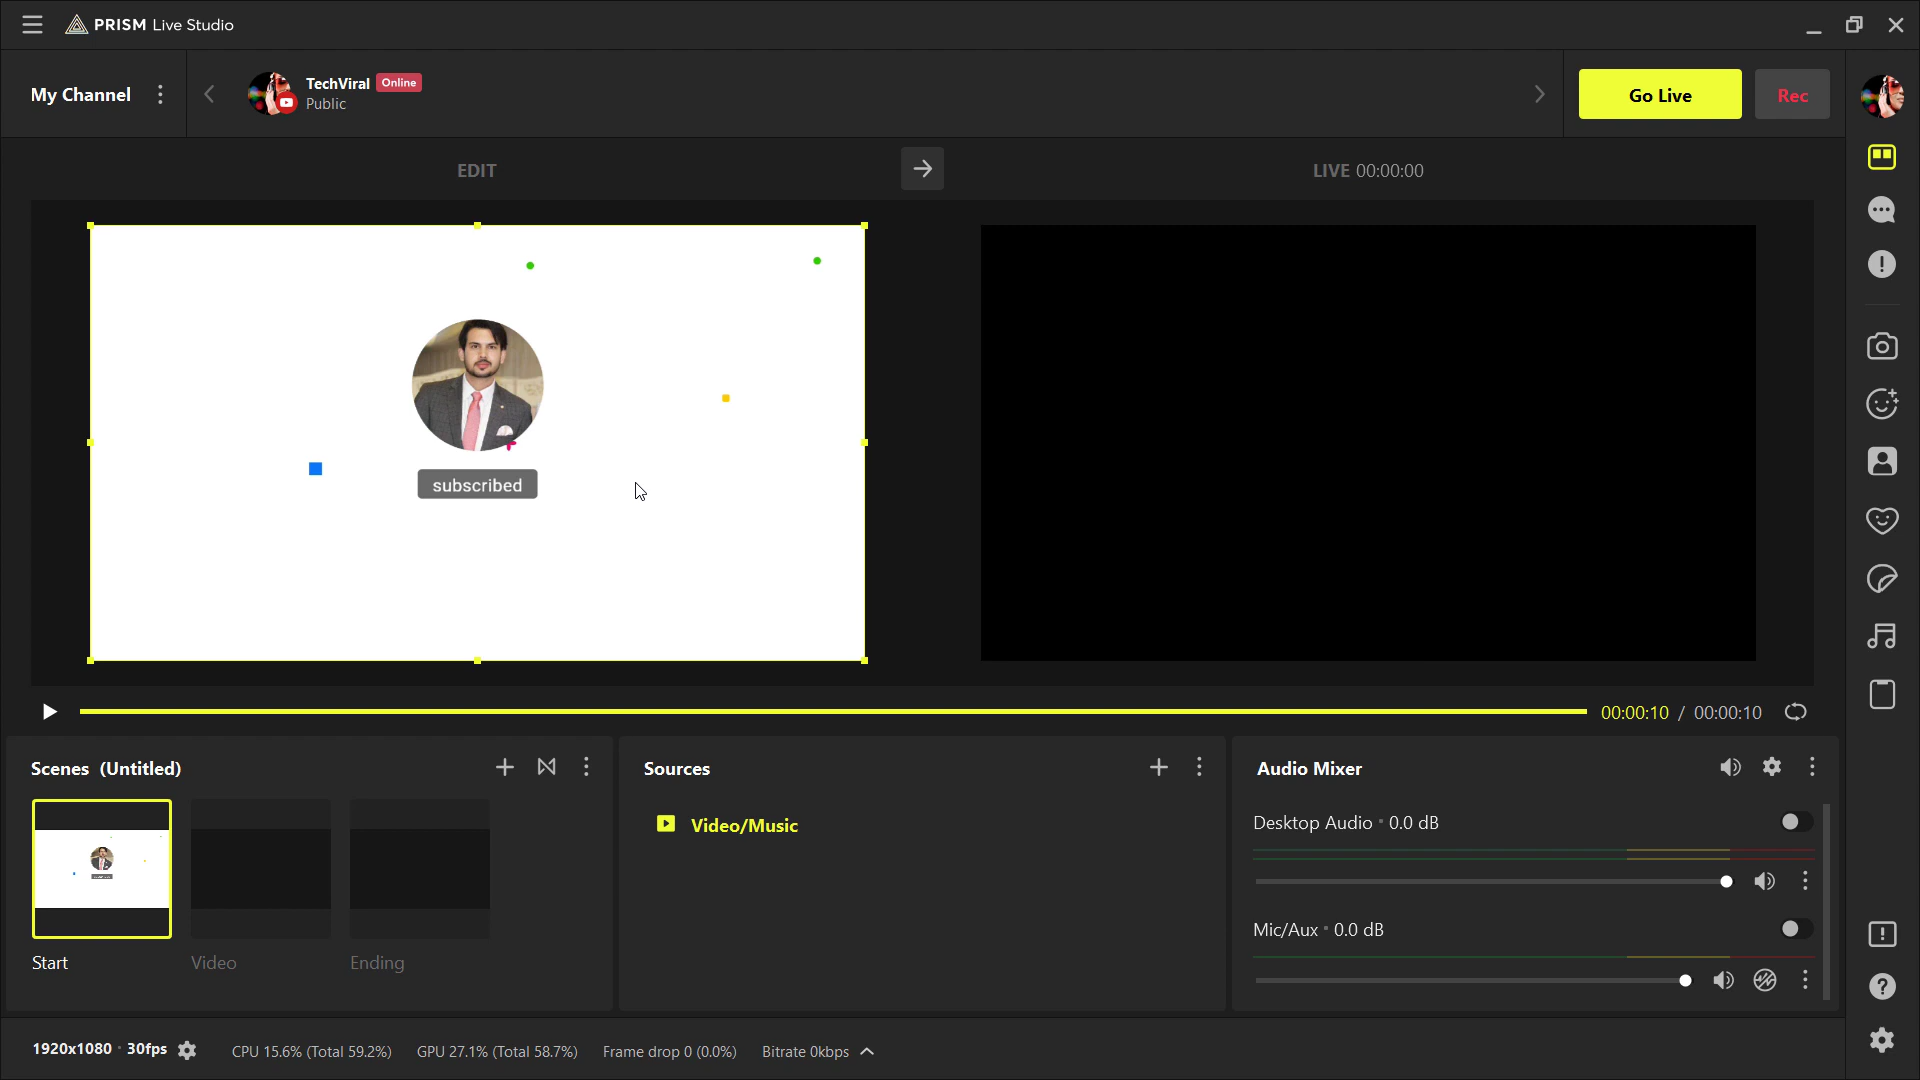 PRISM Live Studio
My Channel
TechViral Online
Public
Go Live
Rec
EDIT
LIVE 00:00:00
subscribed
00:00:10 / 00:00:10
Scenes (Untitled)
Start
Video
Ending
Sources
Video/Music
Audio Mixer
Desktop Audio • 0.0 dB
Mic/Aux • 0.0 dB
1920x1080 • 30fps
CPU 15.6% (Total 59.2%)
GPU 27.1% (Total 58.7%)
Frame drop 0 (0.0%)
Bitrate 0kbps